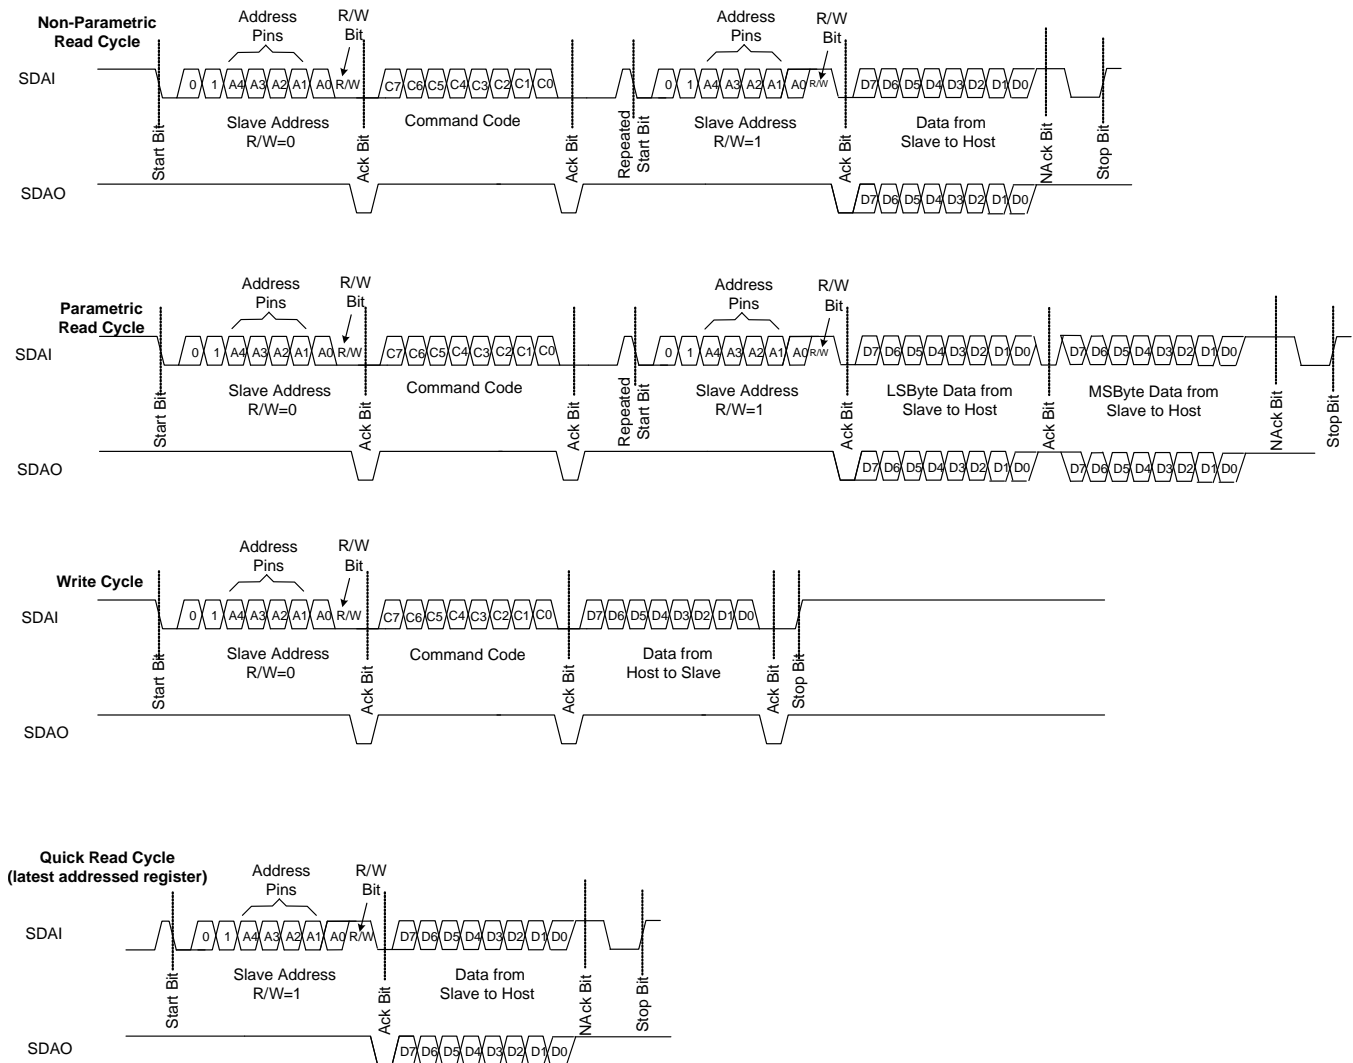 Non-Parametric
Read Cycle
Address
Pins
R/W
Bit
Address
Pins
R/W
Bit
SDAI
0 1 A4 A3 A2 A1 A0 R/W
C7 C6 C5 C4 C3 C2 C1 C0
0 1 A4 A3 A2 A1 A0 R/W
D7 D6 D5 D4 D3 D2 D1 D0
Start Bit
Slave Address
R/W=0
Ack Bit
Command Code
Ack Bit
Repeated
Start Bit
Slave Address
R/W=1
Ack Bit
Data from
Slave to Host
NAck Bit
Stop Bit
SDAO
D7 D6 D5 D4 D3 D2 D1 D0
Parametric
Read Cycle
Address
Pins
R/W
Bit
Address
Pins
R/W
Bit
SDAI
0 1 A4 A3 A2 A1 A0 R/W
C7 C6 C5 C4 C3 C2 C1 C0
0 1 A4 A3 A2 A1 A0 R/W
D7 D6 D5 D4 D3 D2 D1 D0
D7 D6 D5 D4 D3 D2 D1 D0
Start Bit
Slave Address
R/W=0
Ack Bit
Command Code
Ack Bit
Repeated
Start Bit
Slave Address
R/W=1
Ack Bit
LSByte Data from
Slave to Host
Ack Bit
MSByte Data from
Slave to Host
NAck Bit
Stop Bit
SDAO
D7 D6 D5 D4 D3 D2 D1 D0
D7 D6 D5 D4 D3 D2 D1 D0
Write Cycle
Address
Pins
R/W
Bit
SDAI
0 1 A4 A3 A2 A1 A0 R/W
C7 C6 C5 C4 C3 C2 C1 C0
D7 D6 D5 D4 D3 D2 D1 D0
Start Bit
Slave Address
R/W=0
Ack Bit
Command Code
Ack Bit
Data from
Host to Slave
Ack Bit
Stop Bit
SDAO
Quick Read Cycle
(latest addressed register)
Address
Pins
R/W
Bit
SDAI
0 1 A4 A3 A2 A1 A0 R/W
D7 D6 D5 D4 D3 D2 D1 D0
Start Bit
Slave Address
R/W=1
Ack Bit
Data from
Slave to Host
NAck Bit
Stop Bit
SDAO
D7 D6 D5 D4 D3 D2 D1 D0